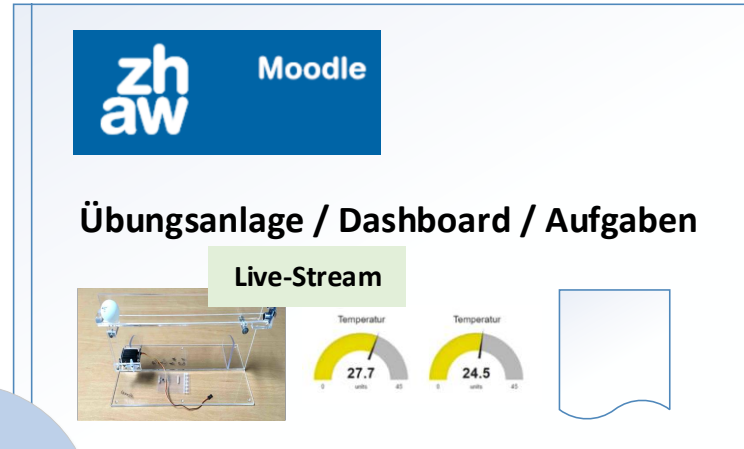 zh
aw
Moodle
Übungsanlage / Dashboard / Aufgaben
Live-Stream
Temperatur
27.7
0 units 45
Temperatur
24.5
0 units 45